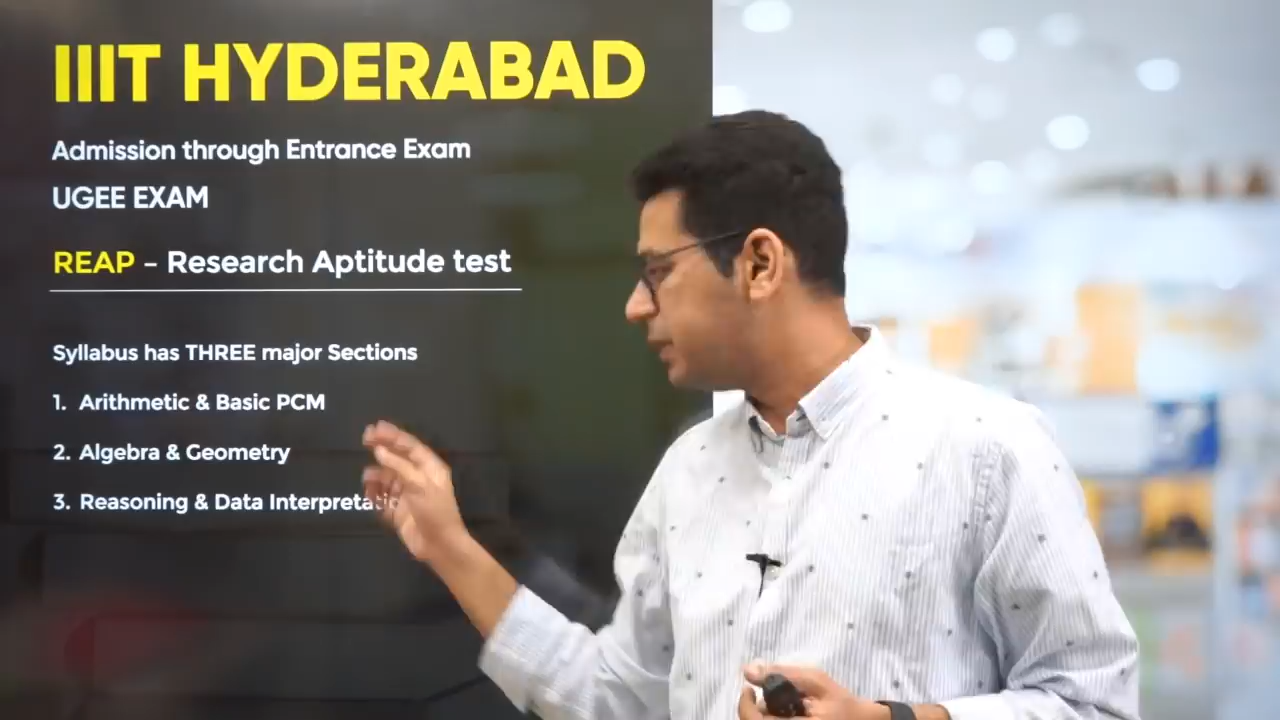 IIIT HYDERABAD
Admission through Entrance Exam
UGEE EXAM
REAP – Research Aptitude test
Syllabus has THREE major Sections
1. Arithmetic & Basic PCM
2. Algebra & Geometry
3. Reasoning & Data